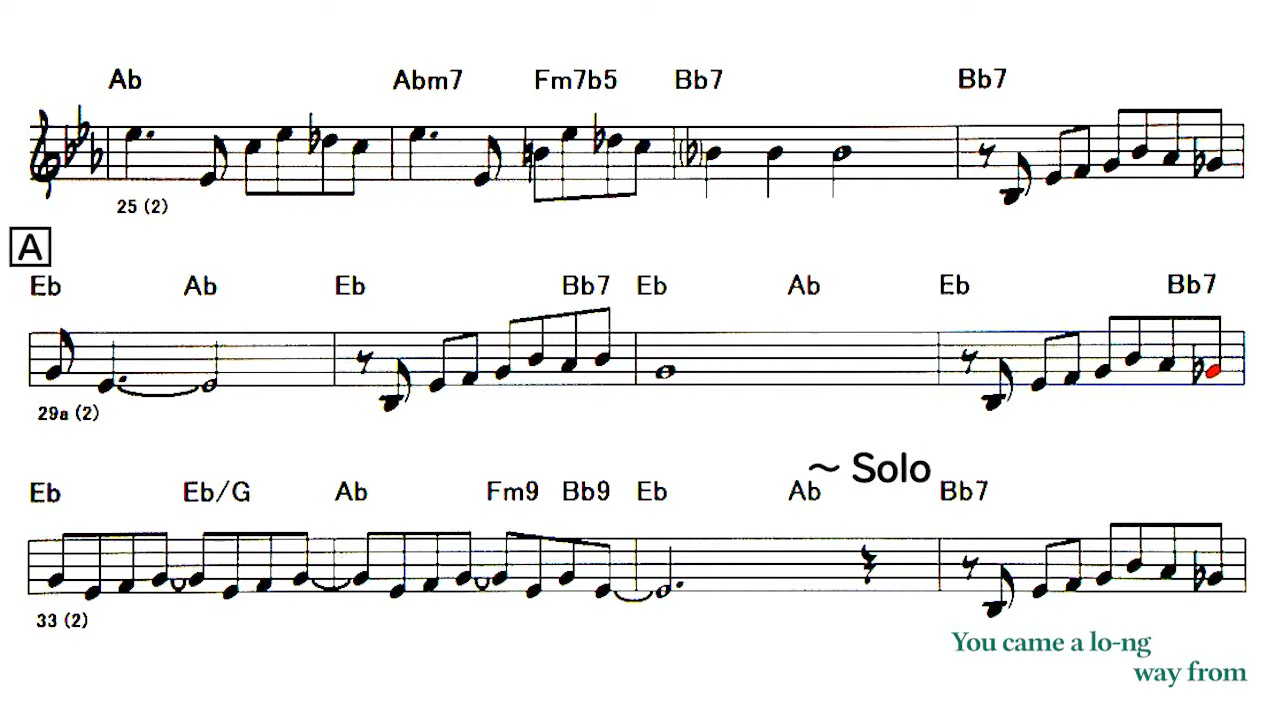 Ab Abm7 Fm7b5 Bb7 Bb7
25 (2)
A
Eb Ab Eb Bb7 Eb Ab Eb Bb7
29a (2)
~ Solo
Eb Eb/G Ab Fm9 Bb9 Eb Ab Bb7
33 (2)
You came a lo-ng
way from